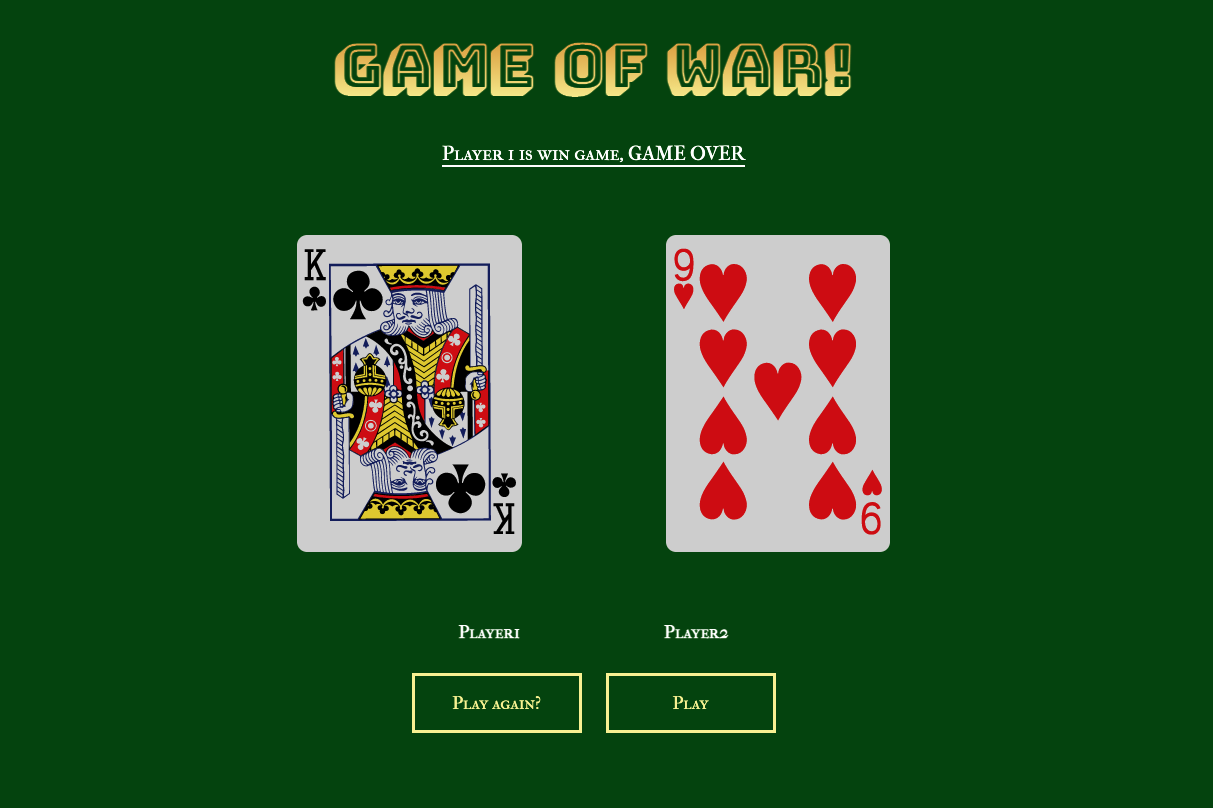 GAME OF WAR!
Player 1 is win game, GAME OVER
K
K
9
9
Player1
Player2
Play again?
Play